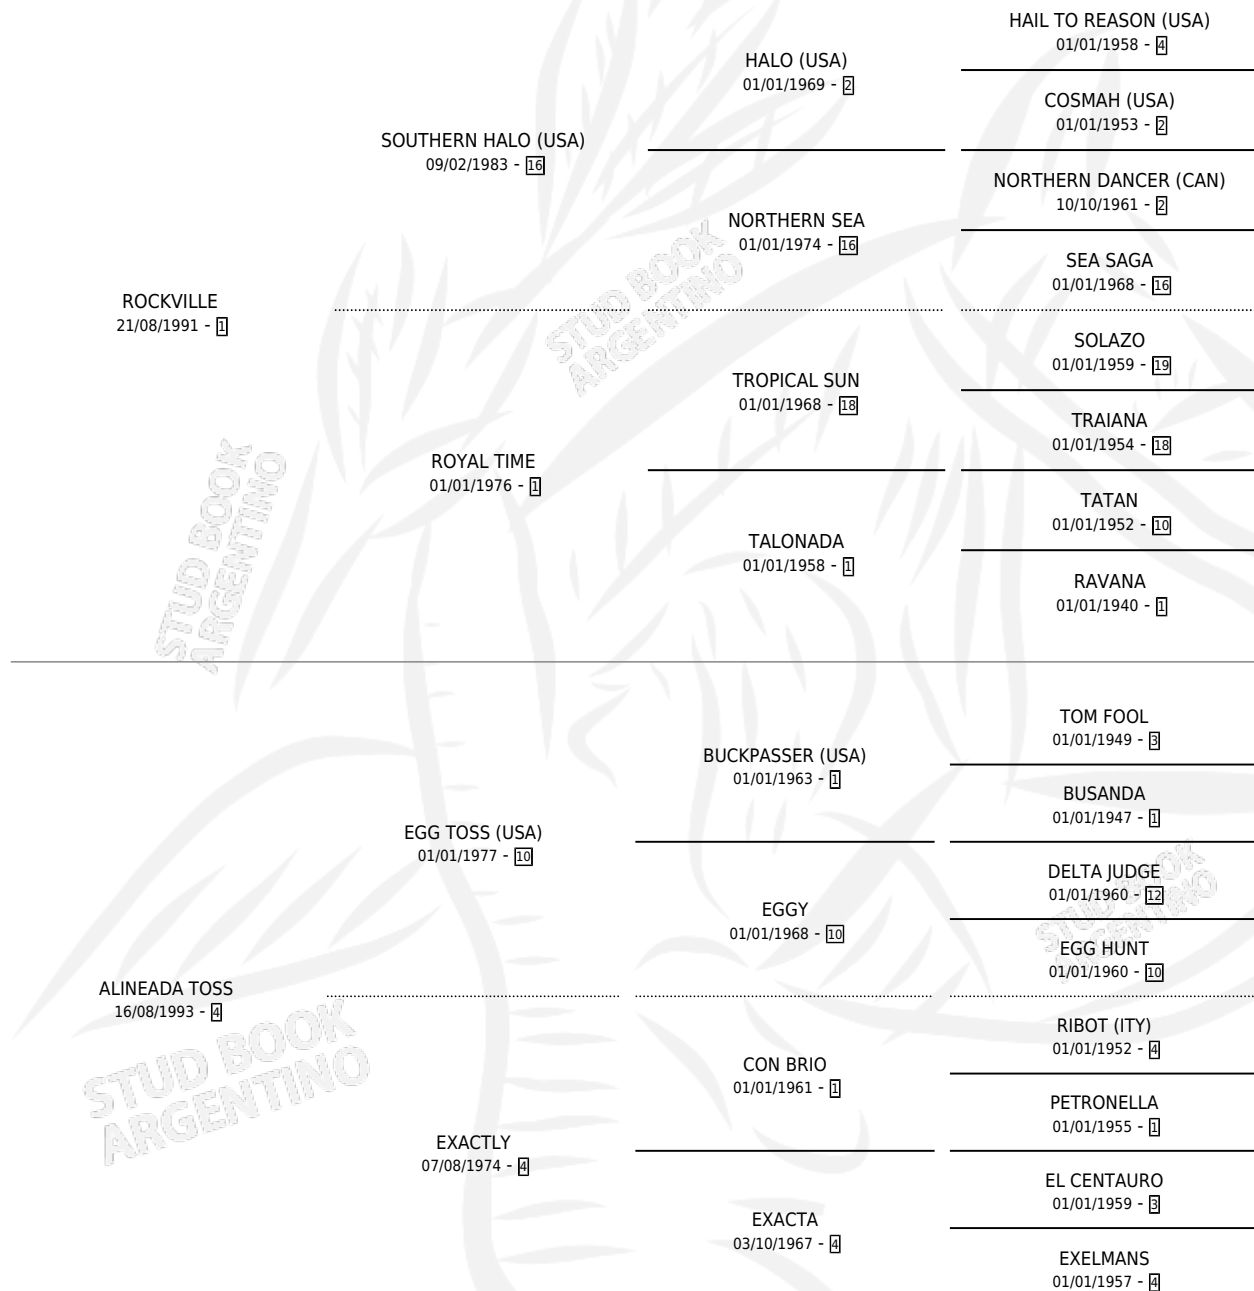 HAIL TO REASON (USA)
01/01/1958 - 4
HALO (USA)
01/01/1969 - 2
COSMAH (USA)
01/01/1953 - 2
SOUTHERN HALO (USA)
09/02/1983 - 16
NORTHERN DANCER (CAN)
10/10/1961 - 2
NORTHERN SEA
01/01/1974 - 16
SEA SAGA
01/01/1968 - 16
STUD BOOK
ARGENTINO
ROCKVILLE
21/08/1991 - 1
SOLAZO
01/01/1959 - 19
TROPICAL SUN
01/01/1968 - 18
TRAIANA
01/01/1954 - 18
ROYAL TIME
01/01/1976 - 1
TATAN
01/01/1952 - 10
TALONADA
01/01/1958 - 1
RAVANA
01/01/1940 - 1
STUD BOOK
ARGENTINO
TOM FOOL
01/01/1949 - 3
BUCKPASSER (USA)
01/01/1963 - 1
BUSANDA
01/01/1947 - 1
EGG TOSS (USA)
01/01/1977 - 10
DELTA JUDGE
01/01/1960 - 12
EGGY
01/01/1968 - 10
EGG HUNT
01/01/1960 - 10
STUD BOOK
ARGENTINO
ALINEADA TOSS
16/08/1993 - 4
RIBOT (ITY)
01/01/1952 - 4
CON BRIO
01/01/1961 - 1
PETRONELLA
01/01/1955 - 1
STUD BOOK
ARGENTINO
EXACTLY
07/08/1974 - 4
EL CENTAURO
01/01/1959 - 3
EXACTA
03/10/1967 - 4
EXELMANS
01/01/1957 - 4